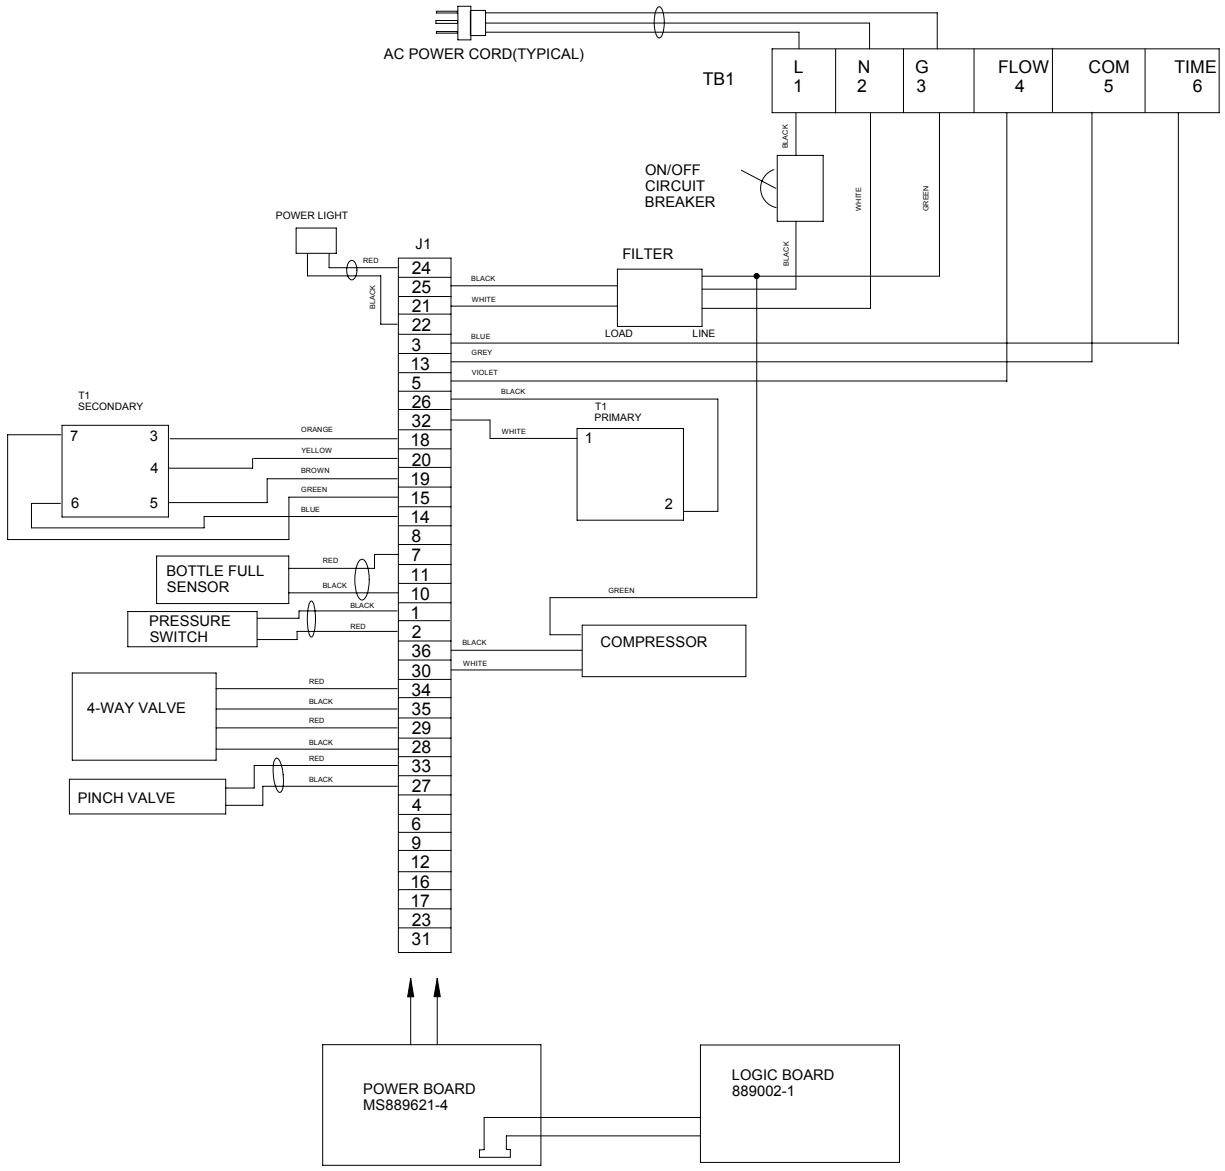 AC POWER CORD(TYPICAL)
TB1
L
1
N
2
G
3
FLOW
4
COM
5
TIME
6
BLACK
WHITE
GREEN
ON/OFF
CIRCUIT
BREAKER
BLACK
POWER LIGHT
RED
BLACK
J1
FILTER
LOAD
LINE
24
25
21
22
3
13
5
26
32
18
20
19
15
14
8
7
11
10
1
2
36
30
34
35
29
28
33
27
4
6
9
12
16
17
23
31
BLACK
WHITE
BLUE
GREY
VIOLET
BLACK
WHITE
T1
PRIMARY
1
2
T1
SECONDARY
7
3
4
6
5
ORANGE
YELLOW
BROWN
GREEN
BLUE
BOTTLE FULL
SENSOR
RED
BLACK
PRESSURE
SWITCH
BLACK
RED
GREEN
BLACK
WHITE
COMPRESSOR
4-WAY VALVE
RED
BLACK
RED
BLACK
PINCH VALVE
RED
BLACK
POWER BOARD
MS889621-4
LOGIC BOARD
889002-1